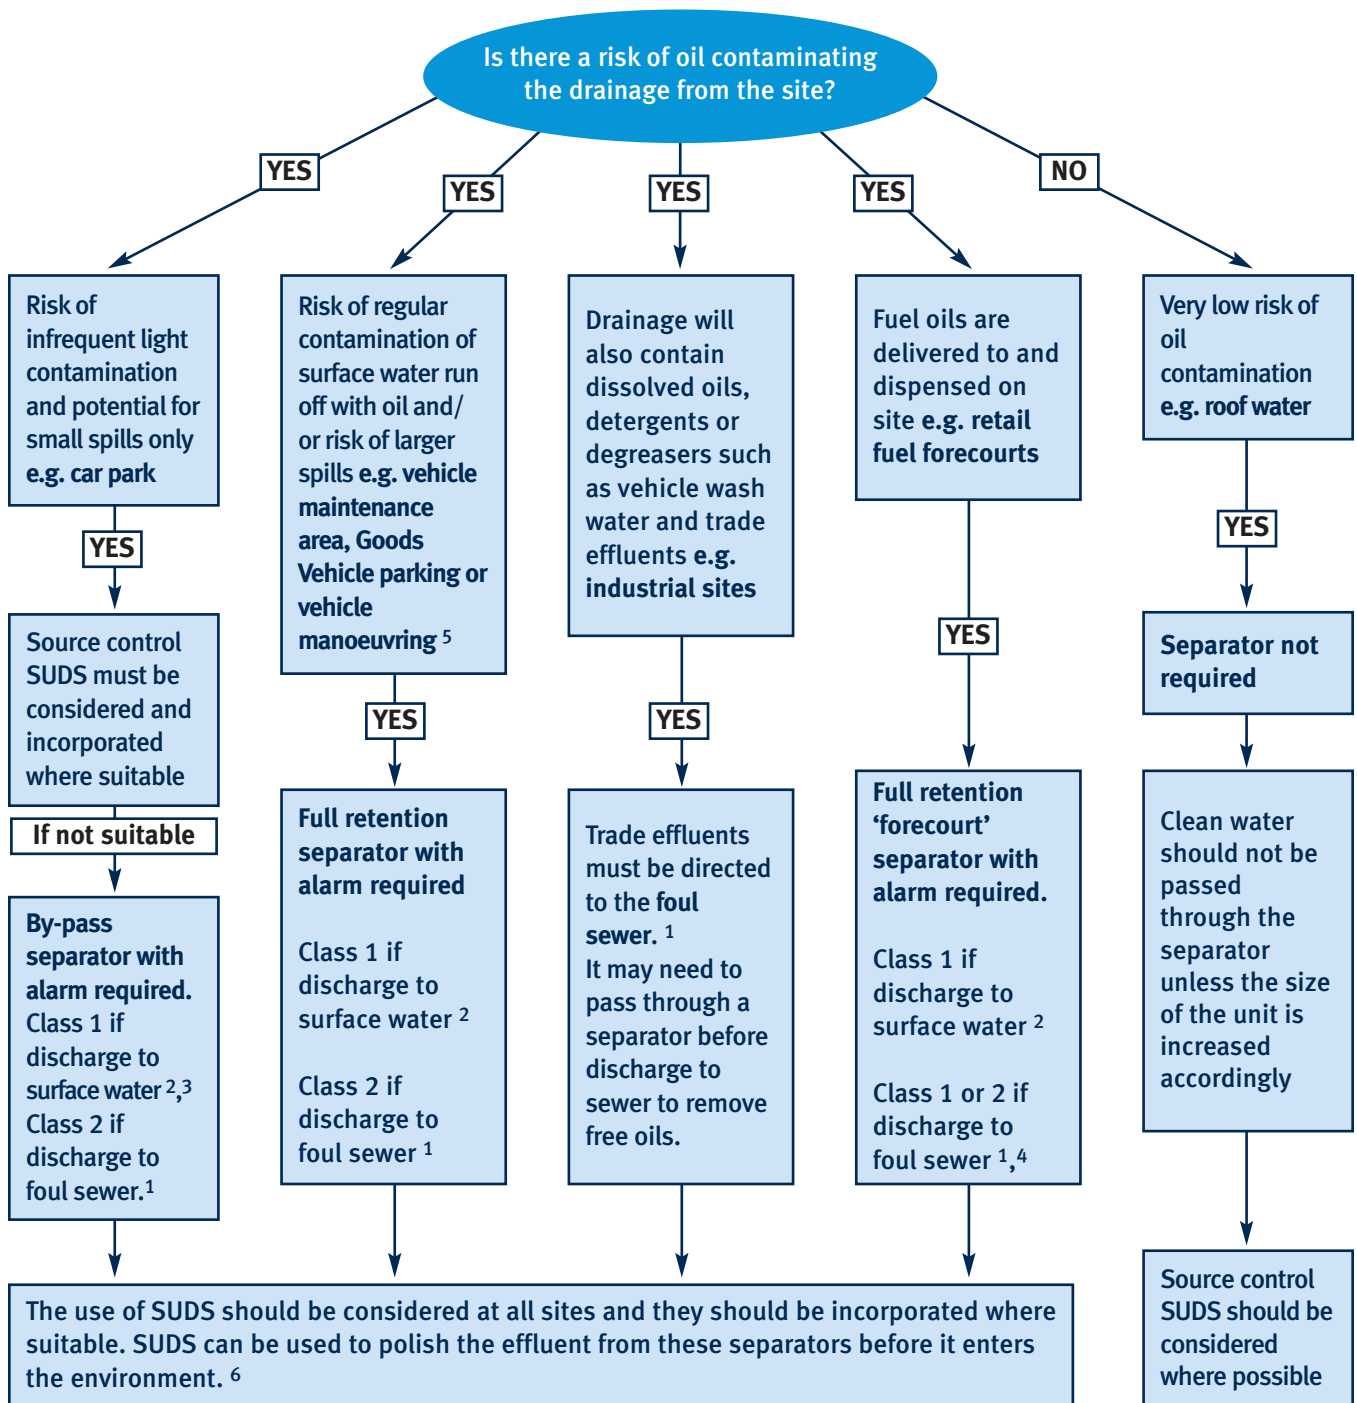 Is there a risk of oil contaminating
the drainage from the site?
YES
YES
YES
YES
NO
Risk of
infrequent light
contamination
and potential for
small spills only
e.g. car park
YES
Source control
SUDS must be
considered and
incorporated
where suitable
If not suitable
By-pass
separator with
alarm required.
Class 1 if
discharge to
surface water 2,3
Class 2 if
discharge to
foul sewer.1
Risk of regular
contamination of
surface water run
off with oil and/
or risk of larger
spills e.g. vehicle
maintenance
area, Goods
Vehicle parking or
vehicle
manoeuvring 5
YES
Full retention
separator with
alarm required
Class 1 if
discharge to
surface water 2
Class 2 if
discharge to
foul sewer 1
Drainage will
also contain
dissolved oils,
detergents or
degreasers such
as vehicle wash
water and trade
effluents e.g.
industrial sites
YES
Trade effluents
must be directed
to the foul
sewer. 1
It may need to
pass through a
separator before
discharge to
sewer to remove
free oils.
Fuel oils are
delivered to and
dispensed on
site e.g. retail
fuel forecourts
YES
Full retention
‘forecourt’
separator with
alarm required.
Class 1 if
discharge to
surface water 2
Class 1 or 2 if
discharge to
foul sewer 1,4
Very low risk of
oil
contamination
e.g. roof water
YES
Separator not
required
Clean water
should not be
passed
through the
separator
unless the size
of the unit is
increased
accordingly
Source control
SUDS should be
considered
where possible
The use of SUDS should be considered at all sites and they should be incorporated where
suitable. SUDS can be used to polish the effluent from these separators before it enters
the environment. 6